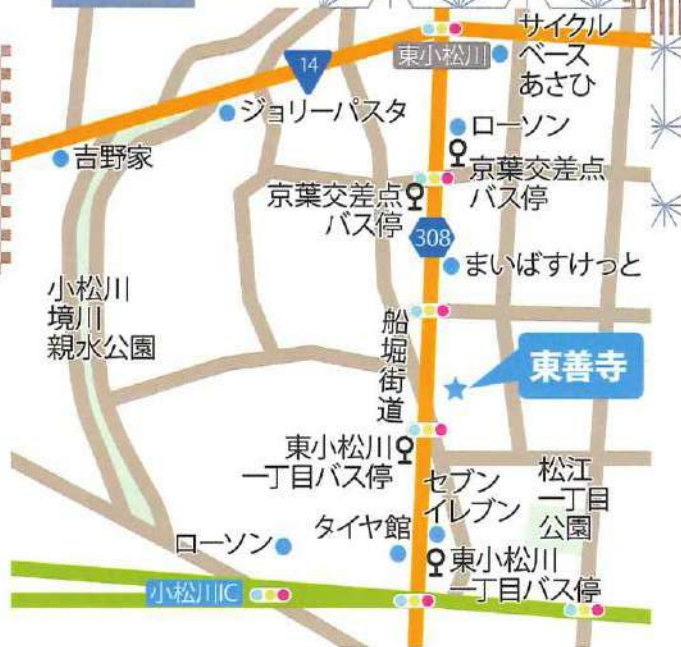 サイクル
ベース
あさひ
東小松川
14
ジョリーパスタ
ローソン
吉野家
京葉交差点
バス停
京葉交差点
バス停
308
まいばすけっと
小松川
境川
親水公園
船堀街道
東善寺
東小松川
一丁目バス停
セブン
イレブン
松江
一丁目
公園
タイヤ館
ローソン
東小松川
一丁目バス停
小松川IC